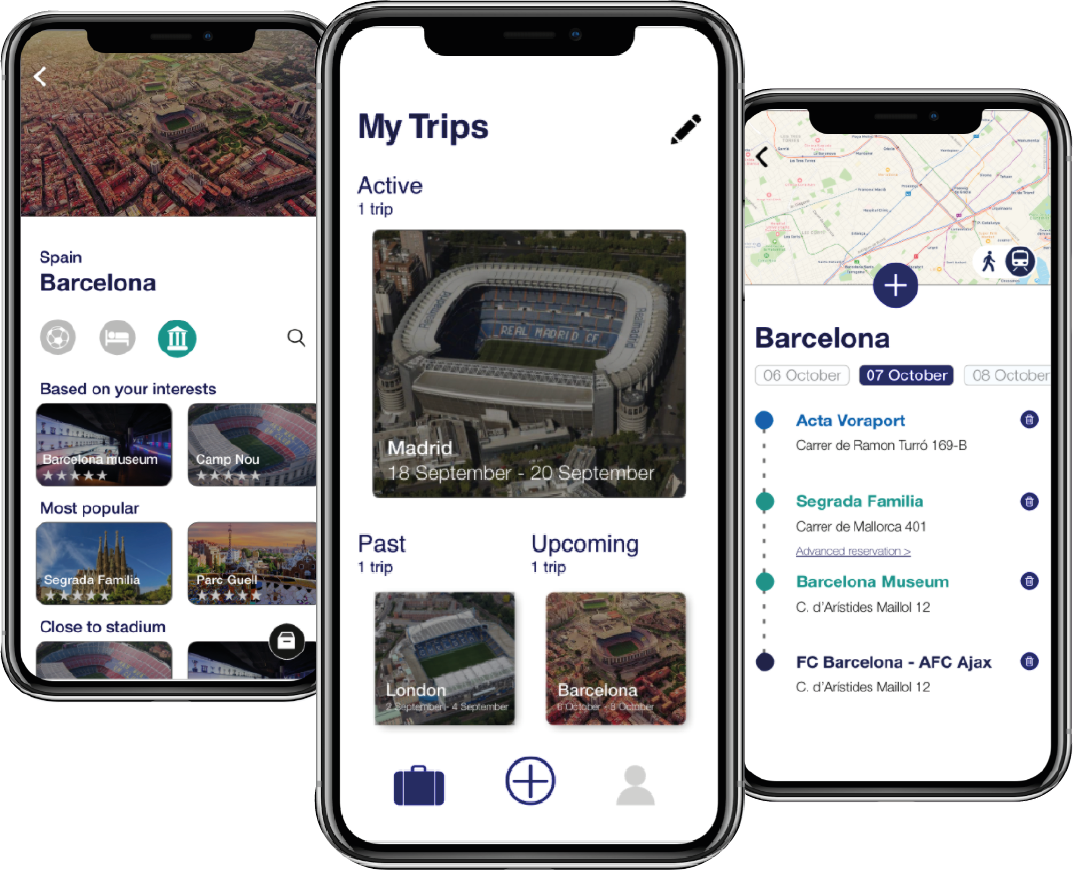 Spain
Barcelona
Based on your interests
Barcelona museum
Camp Nou
Most popular
Segrada Familia
Parc Guell
Close to stadium
My Trips
Active
1 trip
REAL MADRID C.F.
Madrid
18 September - 20 September
Past
1 trip
Upcoming
1 trip
London
2 September - 4 September
Barcelona
6 October - 8 October
Barcelona
06 October
07 October
08 October
Acta Voraport
Carrer de Ramon Turró 169-B
Segrada Familia
Carrer de Mallorca 401
Advanced reservation >
Barcelona Museum
C. d'Arístides Maillol 12
FC Barcelona - AFC Ajax
C. d'Arístides Maillol 12